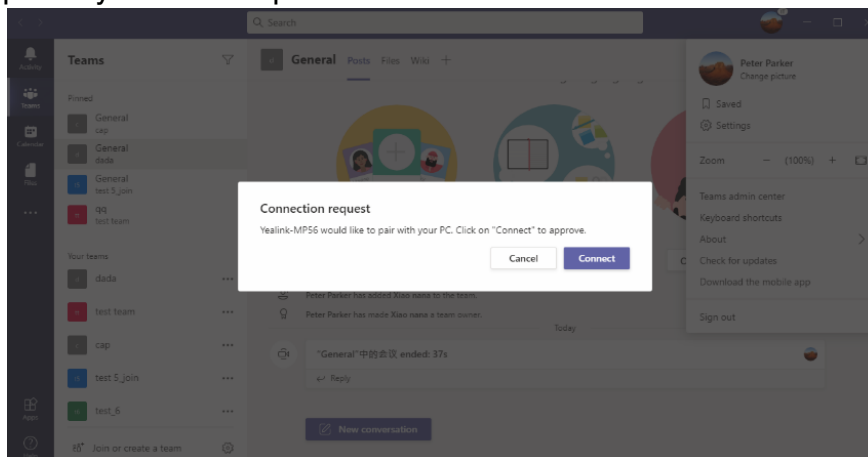 Search
Activity
Teams
Calendar
Files
Apps
Teams
Pinned
General
cap
General
dada
General
test 5_join
qq
test team
Your teams
dada
test team
cap
test 5_join
test_6
Join or create a team
General Posts Files Wiki +
Connection request
Yealink-MP56 would like to pair with your PC. Click on "Connect" to approve.
Cancel Connect
Peter Parker has added Xiao nana to the team.
Peter Parker has made Xiao nana a team owner.
Today
"General"中的会议 ended: 37s
Reply
New conversation
Peter Parker
Change picture
Saved
Settings
Zoom − (100%) +
Teams admin center
Keyboard shortcuts
About
Check for updates
Download the mobile app
Sign out